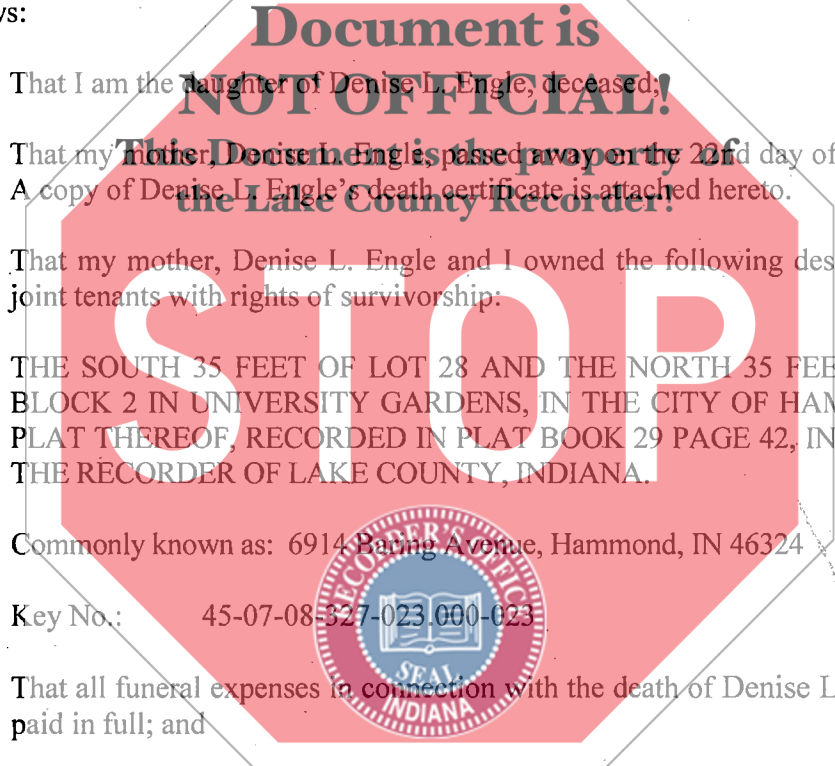 ws:
Document is
That I am the daughter of Denise L. Engle, deceased;
NOT OFFICIAL!
That my mother, Denise L. Engle, passed away on the 22nd day of
This Document is the property of
A copy of Denise L. Engle's death certificate is attached hereto.
the Lake County Recorder!
That my mother, Denise L. Engle and I owned the following des
joint tenants with rights of survivorship:
STOP
THE SOUTH 35 FEET OF LOT 28 AND THE NORTH 35 FEE
BLOCK 2 IN UNIVERSITY GARDENS, IN THE CITY OF HAM
PLAT THEREOF, RECORDED IN PLAT BOOK 29 PAGE 42, IN
THE RECORDER OF LAKE COUNTY, INDIANA.
Commonly known as: 6914 Baring Avenue, Hammond, IN 46324
Key No.: 45-07-08-327-023.000-023
RECORDER'S OFFIC
SEAL
INDIANA
That all funeral expenses in connection with the death of Denise L
paid in full; and